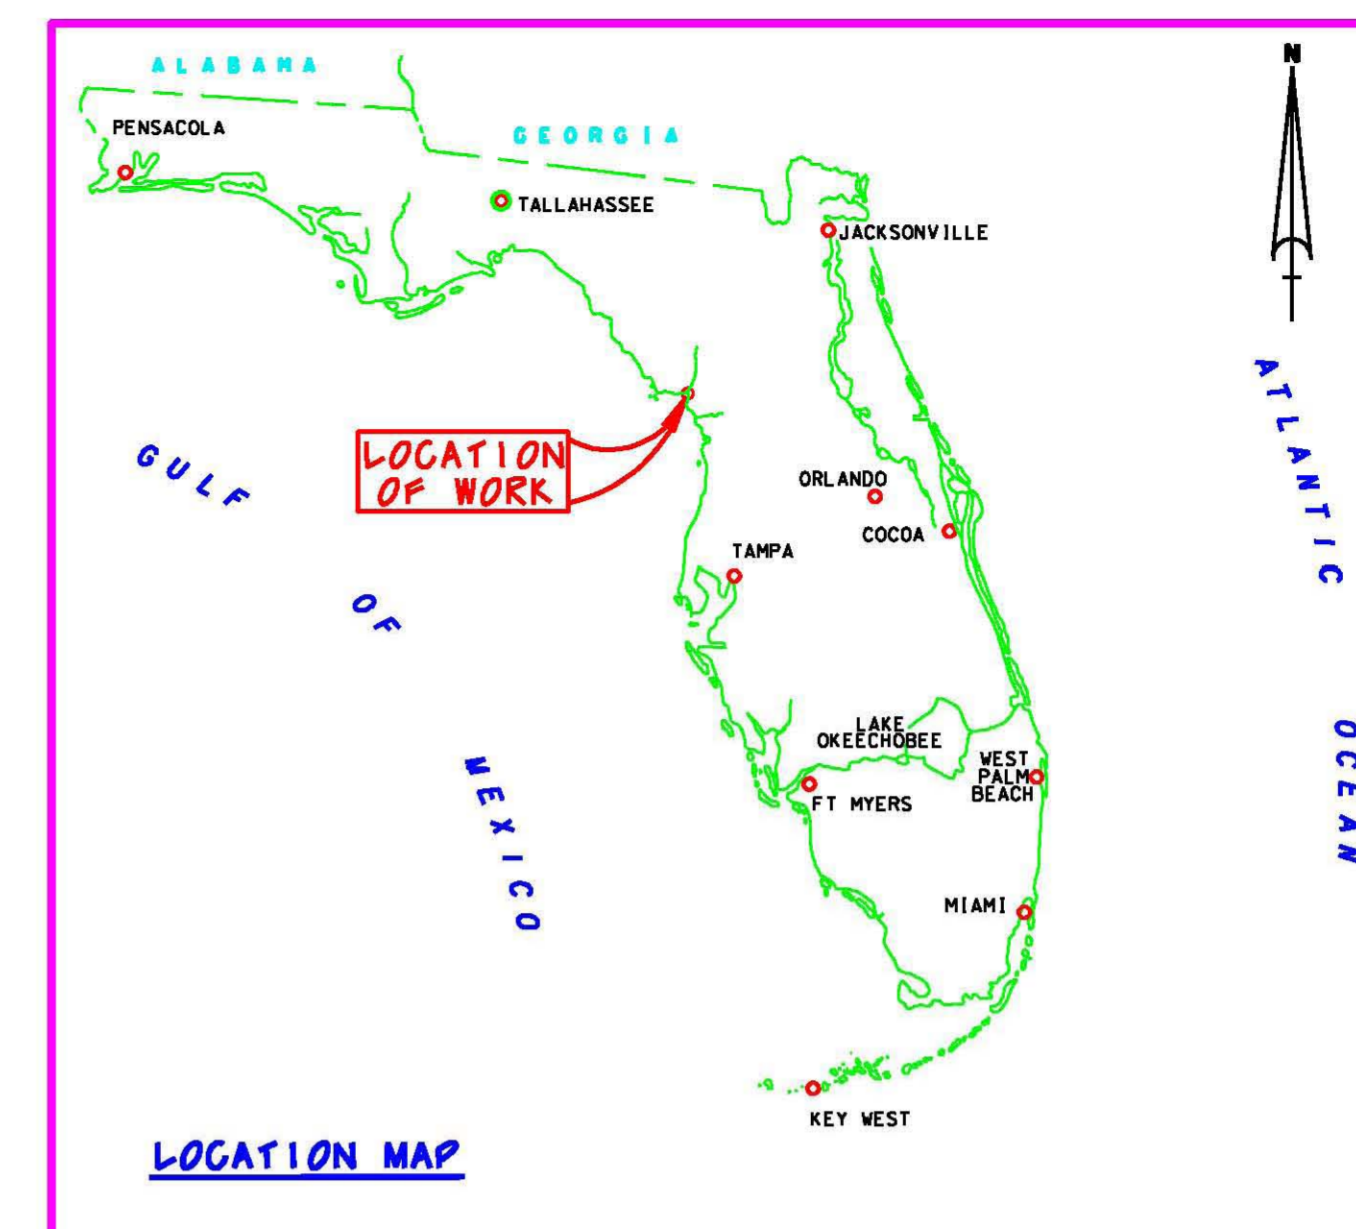 N
ALABAMA
PENSACOLA
GEORGIA
TALLAHASSEE
JACKSONVILLE
ATLANTIC
OCEAN
GULF
OF
MEXICO
LOCATION
OF WORK
ORLANDO
COCOA
TAMPA
LAKE
OKEECHOBEE
WEST
PALM
BEACH
FT MYERS
MIAMI
KEY WEST
LOCATION MAP